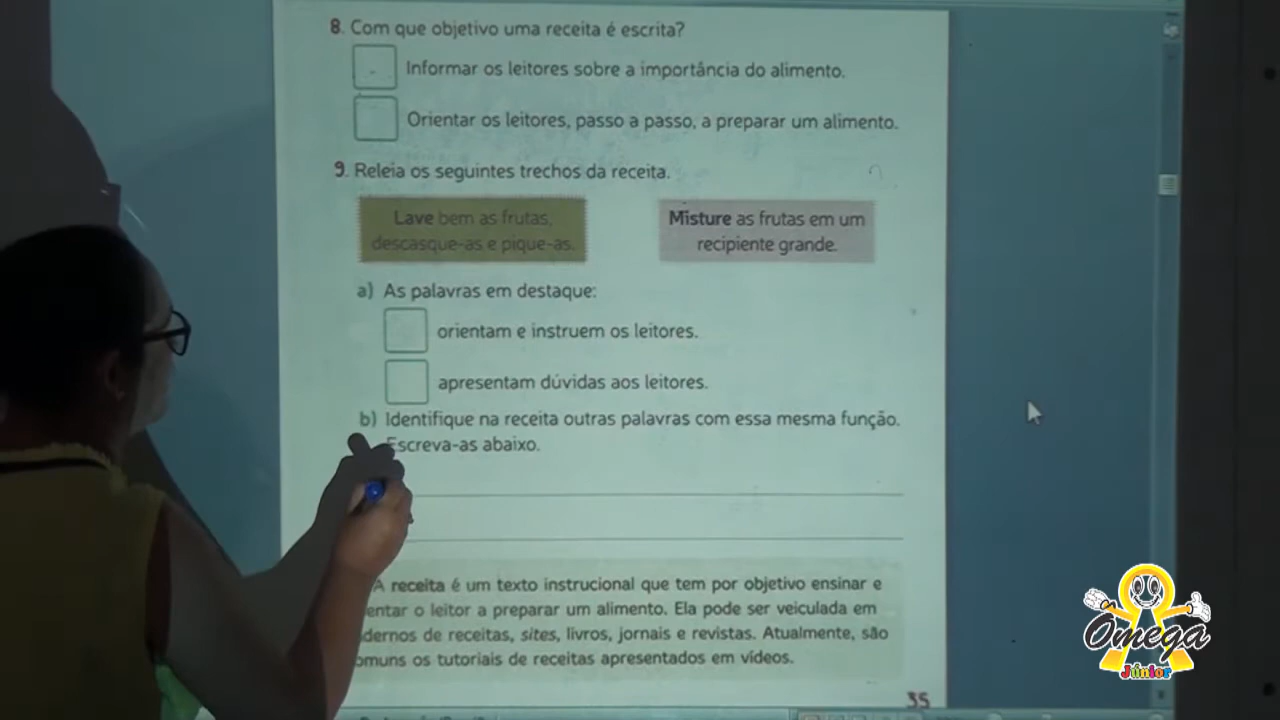 8. Com que objetivo uma receita é escrita?
Informar os leitores sobre a importância do alimento.
Orientar os leitores, passo a passo, a preparar um alimento.
9. Releia os seguintes trechos da receita.
Lave bem as frutas,
descasque-as e pique-as.
Misture as frutas em um
recipiente grande.
a) As palavras em destaque:
orientam e instruem os leitores.
apresentam dúvidas aos leitores.
b) Identifique na receita outras palavras com essa mesma função.
Escreva-as abaixo.
A receita é um texto instrucional que tem por objetivo ensinar e
entar o leitor a preparar um alimento. Ela pode ser veiculada em
dernos de receitas, sites, livros, jornais e revistas. Atualmente, são
omuns os tutoriais de receitas apresentados em vídeos.
35
Omega
Júnior